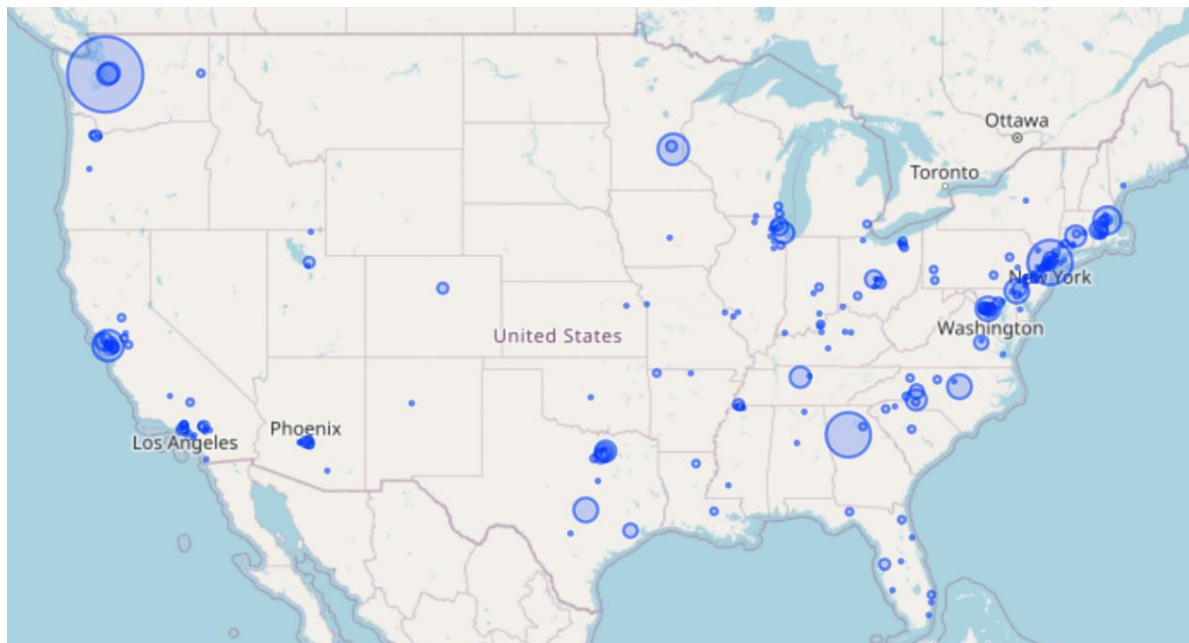 Ottawa
Toronto
New York
Washington
United States
Phoenix
Los Angeles